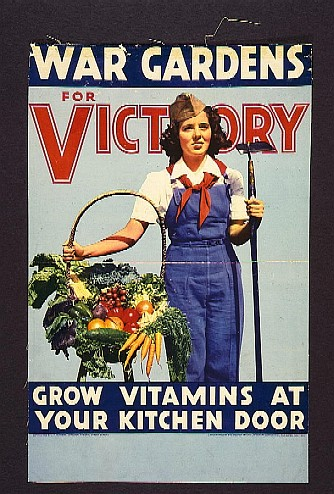 WAR GARDENS
FOR
VICTORY
GROW VITAMINS AT
YOUR KITCHEN DOOR